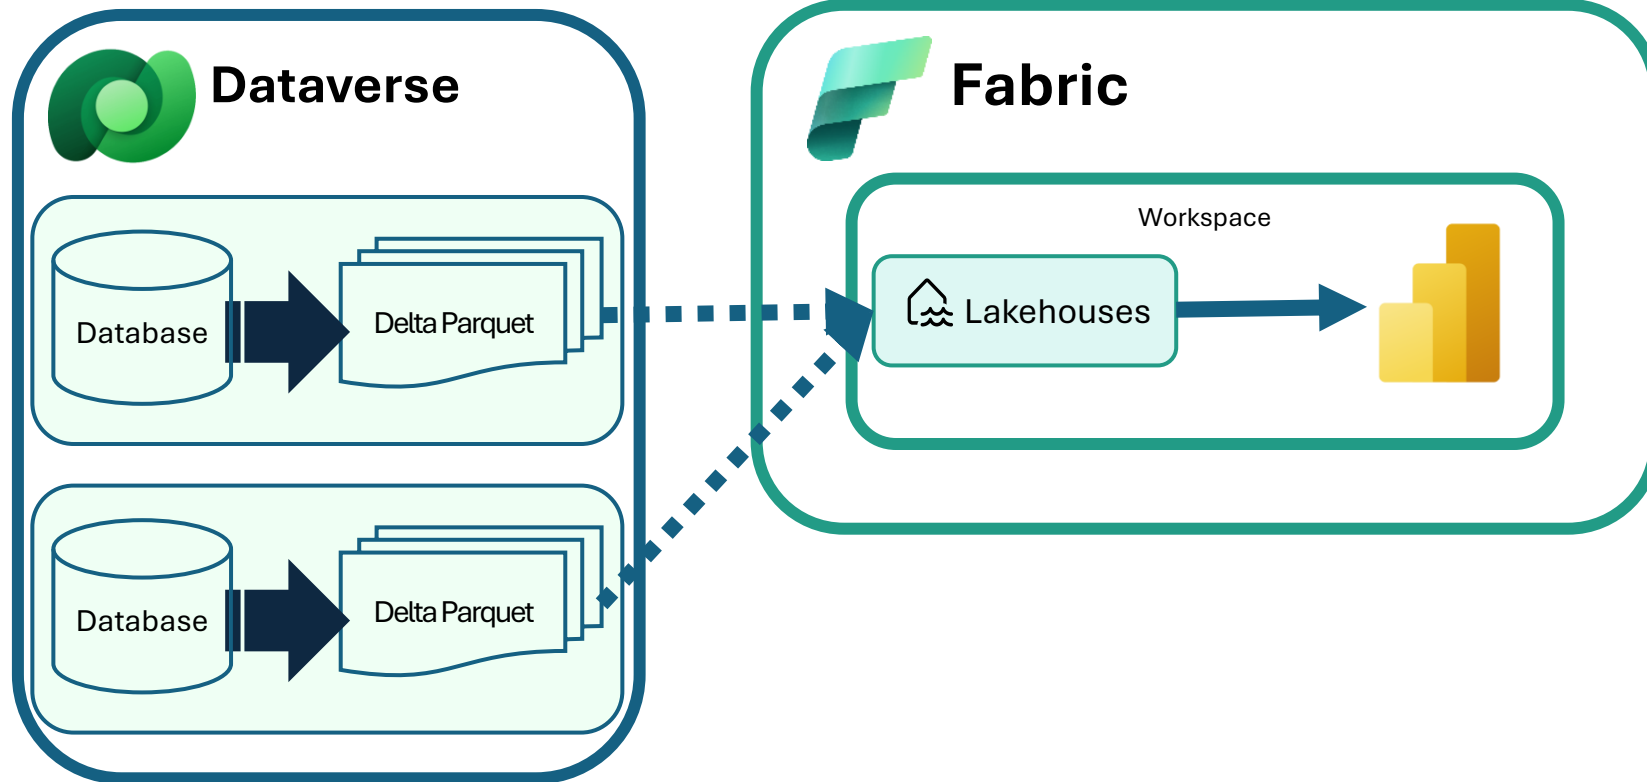 Dataverse
Database
Delta Parquet
Database
Delta Parquet
Fabric
Workspace
Lakehouses